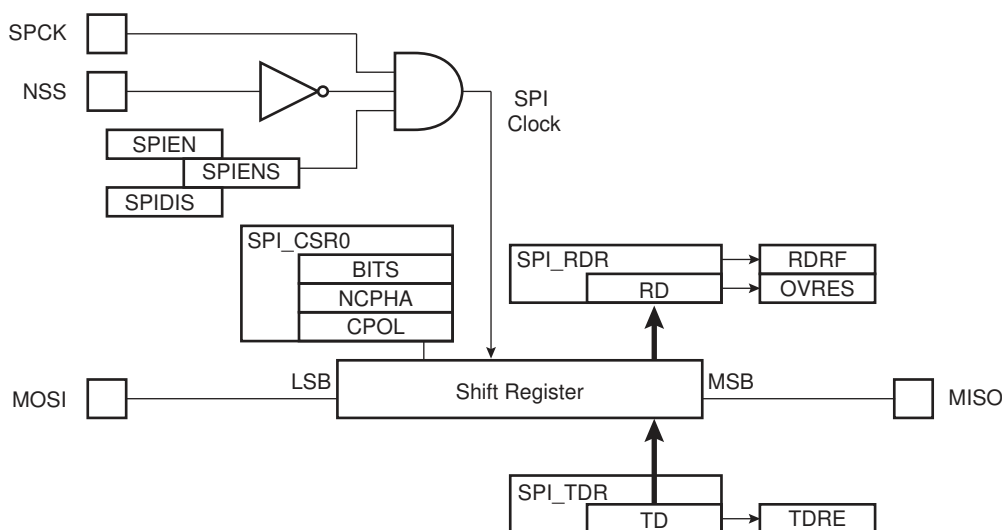 SPCK
NSS
SPI
Clock
SPIEN
SPIENS
SPIDIS
SPI_CSR0
BITS
NCPHA
CPOL
SPI_RDR
RD
RDRF
OVRES
MOSI
LSB
Shift Register
MSB
MISO
SPI_TDR
TD
TDRE